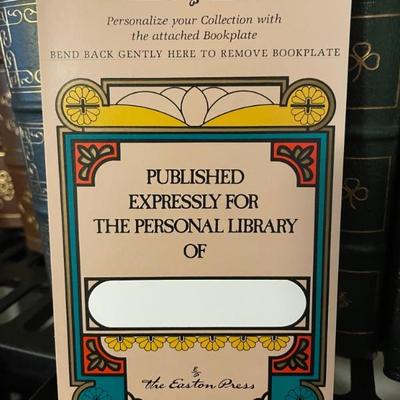 Personalize your Collection with
the attached Bookplate
BEND BACK GENTLY HERE TO REMOVE BOOKPLATE
PUBLISHED
EXPRESSLY FOR
THE PERSONAL LIBRARY
OF
The Easton Press